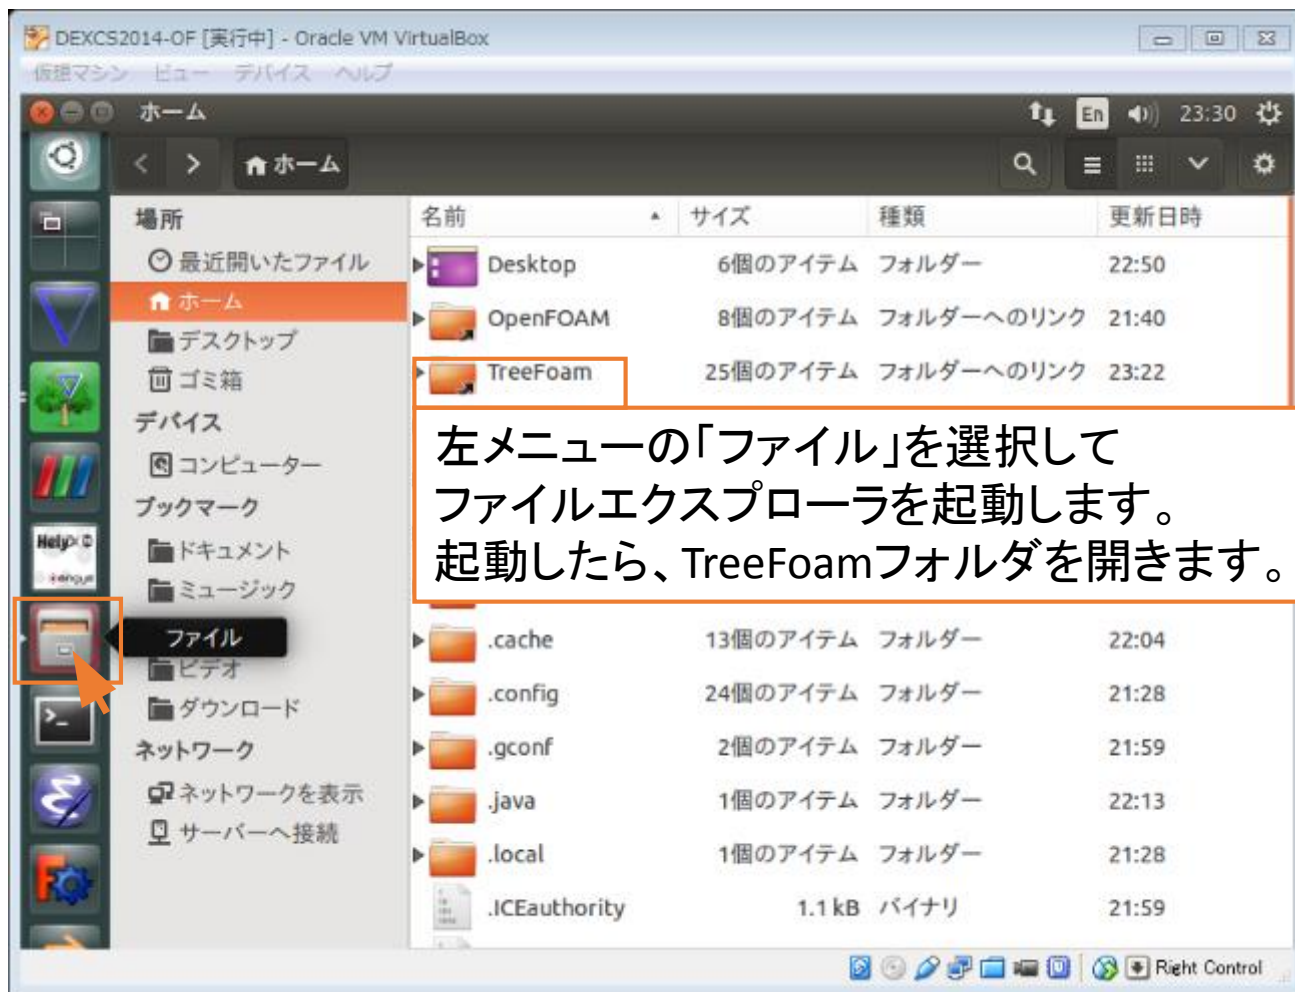 DEXCS2014-OF [実行中] - Oracle VM VirtualBox
仮想マシン ビュー デバイス ヘルプ
ホーム En 23:30
ホーム
場所
最近開いたファイル
ホーム
デスクトップ
ゴミ箱
デバイス
コンピューター
ブックマーク
ドキュメント
ミュージック
ファイル
ビデオ
ダウンロード
ネットワーク
ネットワークを表示
サーバーへ接続
名前 サイズ 種類 更新日時
Desktop 6個のアイテム フォルダー 22:50
OpenFOAM 8個のアイテム フォルダーへのリンク 21:40
TreeFoam 25個のアイテム フォルダーへのリンク 23:22
左メニューの「ファイル」を選択して
ファイルエクスプローラを起動します。
起動したら、TreeFoamフォルダを開きます。
.cache 13個のアイテム フォルダー 22:04
.config 24個のアイテム フォルダー 21:28
.gconf 2個のアイテム フォルダー 21:59
.java 1個のアイテム フォルダー 22:13
.local 1個のアイテム フォルダー 21:28
.ICEauthority 1.1 kB バイナリ 21:59
Right Control